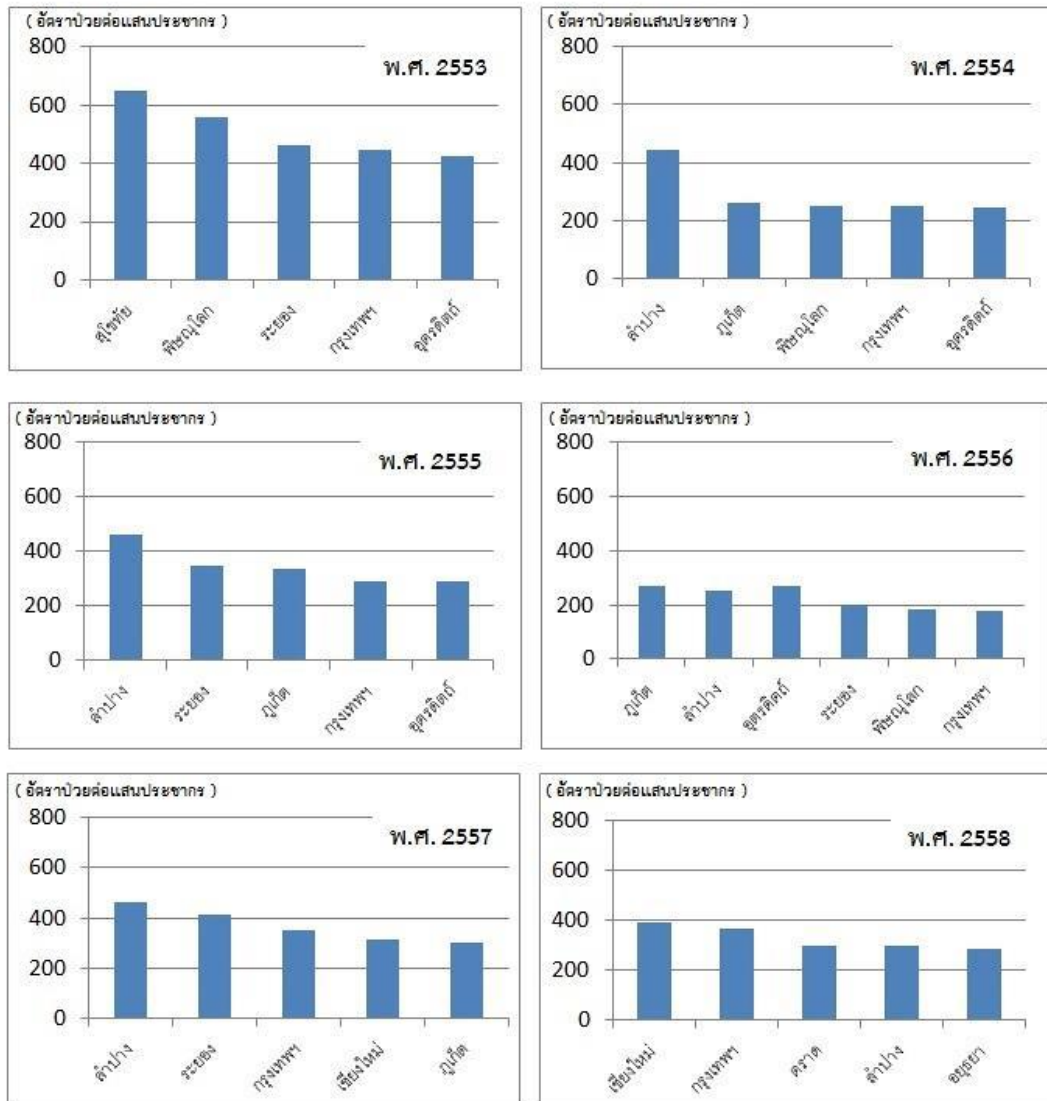 ( อัตราป่วยต่อแสนประชากร )
พ.ศ. 2553
800
600
400
200
0
สุโขทัย พิษณุโลก ระยอง กรุงเทพฯ อุตรดิตถ์
( อัตราป่วยต่อแสนประชากร )
พ.ศ. 2554
800
600
400
200
0
ลำปาง ภูเก็ต พิษณุโลก กรุงเทพฯ อุตรดิตถ์
( อัตราป่วยต่อแสนประชากร )
พ.ศ. 2555
800
600
400
200
0
ลำปาง ระยอง ภูเก็ต กรุงเทพฯ อุตรดิตถ์
( อัตราป่วยต่อแสนประชากร )
พ.ศ. 2556
800
600
400
200
0
ภูเก็ต ลำปาง อุตรดิตถ์ ระยอง พิษณุโลก กรุงเทพฯ
( อัตราป่วยต่อแสนประชากร )
พ.ศ. 2557
800
600
400
200
0
ลำปาง ระยอง กรุงเทพฯ เชียงใหม่ ภูเก็ต
( อัตราป่วยต่อแสนประชากร )
พ.ศ. 2558
800
600
400
200
0
เชียงใหม่ กรุงเทพฯ ตราด ลำปาง อยุธยา